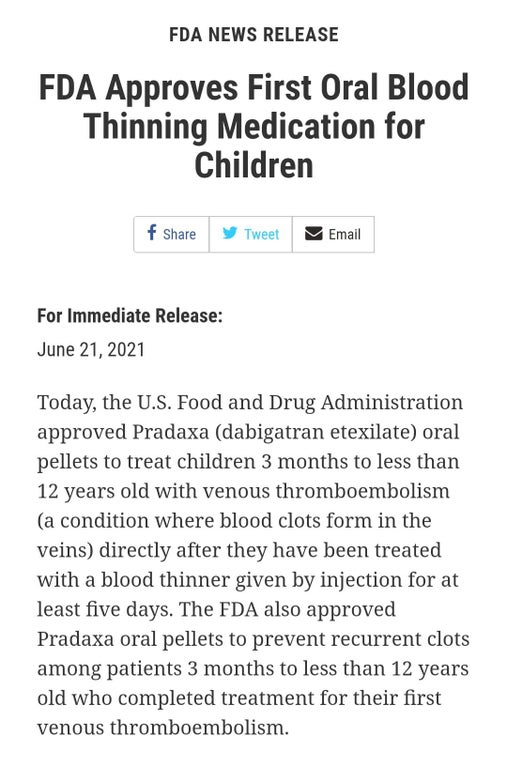 FDA NEWS RELEASE
FDA Approves First Oral Blood
Thinning Medication for
Children
Share Tweet Email
For Immediate Release:
June 21, 2021
Today, the U.S. Food and Drug Administration
approved Pradaxa (dabigatran etexilate) oral
pellets to treat children 3 months to less than
12 years old with venous thromboembolism
(a condition where blood clots form in the
veins) directly after they have been treated
with a blood thinner given by injection for at
least five days. The FDA also approved
Pradaxa oral pellets to prevent recurrent clots
among patients 3 months to less than 12 years
old who completed treatment for their first
venous thromboembolism.